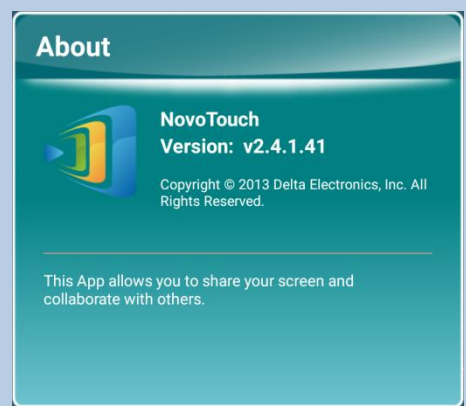 About
NovoTouch
Version:  v2.4.1.41
Copyright © 2013 Delta Electronics, Inc. All
Rights Reserved.
This App allows you to share your screen and
collaborate with others.